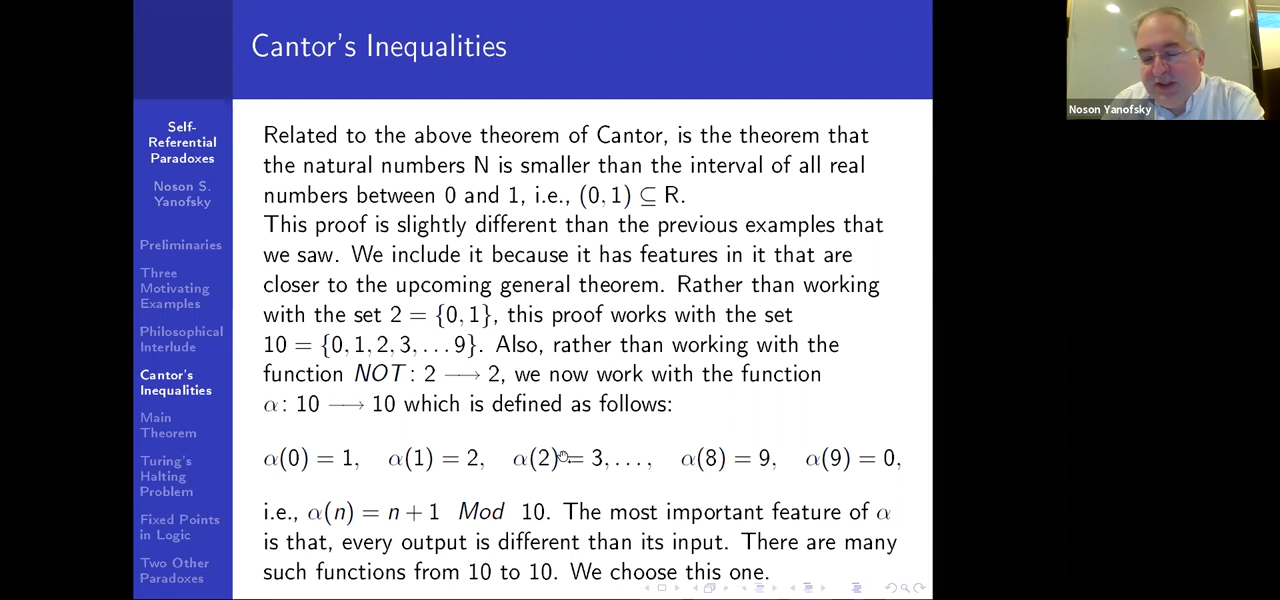 Cantor's Inequalities
Self-
Referential
Paradoxes
Noson S.
Yanofsky
Preliminaries
Three
Motivating
Examples
Philosophical
Interlude
Cantor's
Inequalities
Main
Theorem
Turing's
Halting
Problem
Fixed Points
in Logic
Two Other
Paradoxes
Related to the above theorem of Cantor, is the theorem that
the natural numbers N is smaller than the interval of all real
numbers between 0 and 1, i.e., (0, 1) ⊆ R.
This proof is slightly different than the previous examples that
we saw. We include it because it has features in it that are
closer to the upcoming general theorem. Rather than working
with the set 2 = {0, 1}, this proof works with the set
10 = {0, 1, 2, 3, . . . 9}. Also, rather than working with the
function NOT : 2 ⟶ 2, we now work with the function
α: 10 ⟶ 10 which is defined as follows:
α(0) = 1, α(1) = 2, α(2) = 3, . . . , α(8) = 9, α(9) = 0,
i.e., α(n) = n + 1 Mod 10. The most important feature of α
is that, every output is different than its input. There are many
such functions from 10 to 10. We choose this one.
Noson Yanofsky